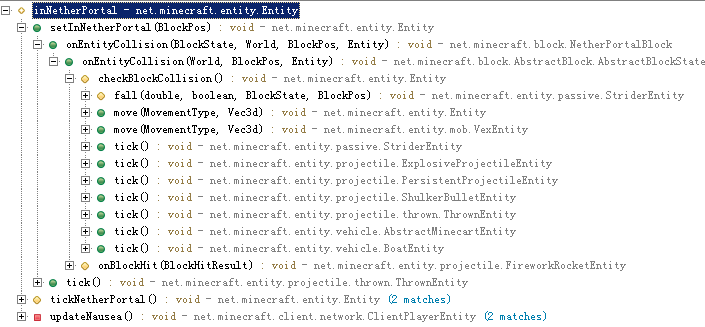 inNetherPortal - net.minecraft.entity.Entity
setInNetherPortal(BlockPos) : void - net.minecraft.entity.Entity
onEntityCollision(BlockState, World, BlockPos, Entity) : void - net.minecraft.block.NetherPortalBlock
onEntityCollision(World, BlockPos, Entity) : void - net.minecraft.block.AbstractBlock.AbstractBlockState
checkBlockCollision() : void - net.minecraft.entity.Entity
fall(double, boolean, BlockState, BlockPos) : void - net.minecraft.entity.passive.StriderEntity
move(MovementType, Vec3d) : void - net.minecraft.entity.Entity
move(MovementType, Vec3d) : void - net.minecraft.entity.mob.VexEntity
tick() : void - net.minecraft.entity.passive.StriderEntity
tick() : void - net.minecraft.entity.projectile.ExplosiveProjectileEntity
tick() : void - net.minecraft.entity.projectile.PersistentProjectileEntity
tick() : void - net.minecraft.entity.projectile.ShulkerBulletEntity
tick() : void - net.minecraft.entity.projectile.thrown.ThrownEntity
tick() : void - net.minecraft.entity.vehicle.AbstractMinecartEntity
tick() : void - net.minecraft.entity.vehicle.BoatEntity
onBlockHit(BlockHitResult) : void - net.minecraft.entity.projectile.FireworkRocketEntity
tick() : void - net.minecraft.entity.projectile.thrown.ThrownEntity
tickNetherPortal() : void - net.minecraft.entity.Entity (2 matches)
updateNausea() : void - net.minecraft.client.network.ClientPlayerEntity (2 matches)